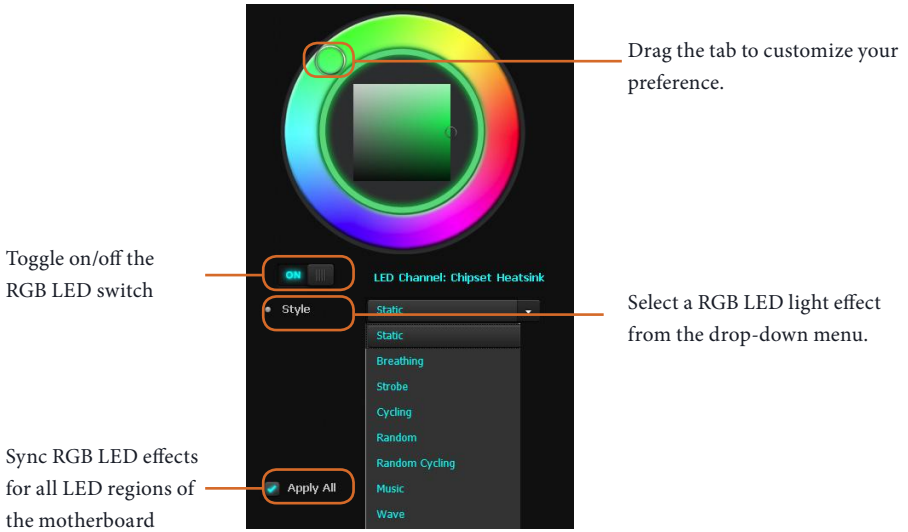 Drag the tab to customize your
preference.
Toggle on/off the
RGB LED switch
ON
LED Channel: Chipset Heatsink
Style
Static
Select a RGB LED light effect
from the drop-down menu.
Static
Breathing
Strobe
Cycling
Random
Random Cycling
Music
Wave
Sync RGB LED effects
for all LED regions of
the motherboard
Apply All